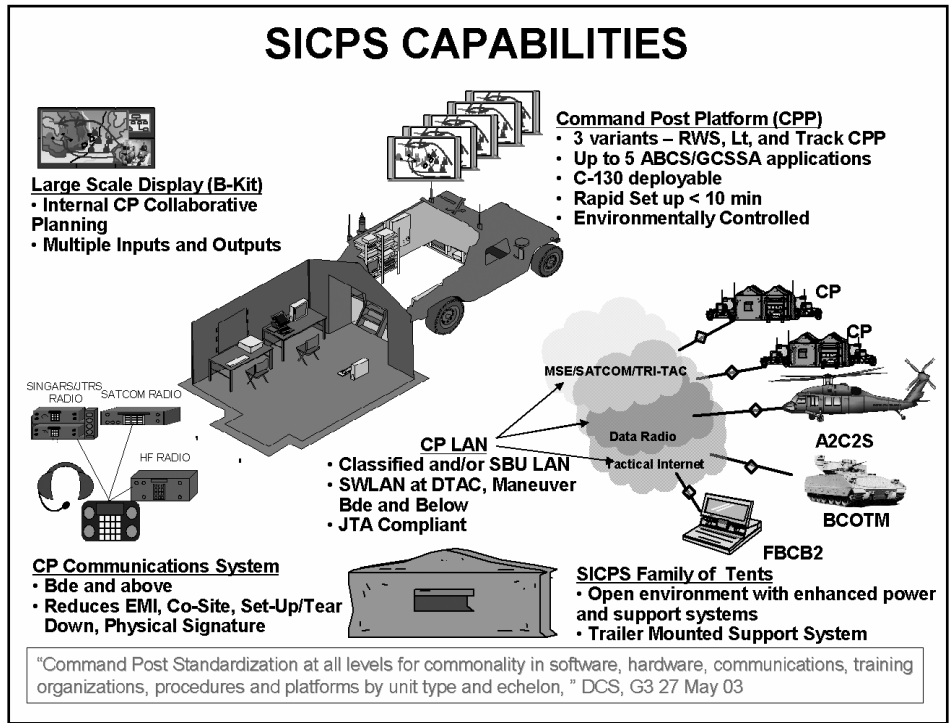 SICPS CAPABILITIES
Large Scale Display (B-Kit)
• Internal CP Collaborative
Planning
• Multiple Inputs and Outputs
Command Post Platform (CPP)
• 3 variants – RWS, Lt, and Track CPP
• Up to 5 ABCS/GCSSA applications
• C-130 deployable
• Rapid Set up < 10 min
• Environmentally Controlled
CP
CP
MSE/SATCOM/TRI-TAC
Data Radio
Tactical Internet
A2C2S
BCOTM
FBCB2
SINGARS/JTRS
RADIO
SATCOM RADIO
HF RADIO
CP LAN
• Classified and/or SBU LAN
• SWLAN at DTAC, Maneuver
Bde and Below
• JTA Compliant
CP Communications System
• Bde and above
• Reduces EMI, Co-Site, Set-Up/Tear
Down, Physical Signature
SICPS Family of Tents
• Open environment with enhanced power
and support systems
• Trailer Mounted Support System
“Command Post Standardization at all levels for commonality in software, hardware, communications, training
organizations, procedures and platforms by unit type and echelon, ” DCS, G3 27 May 03